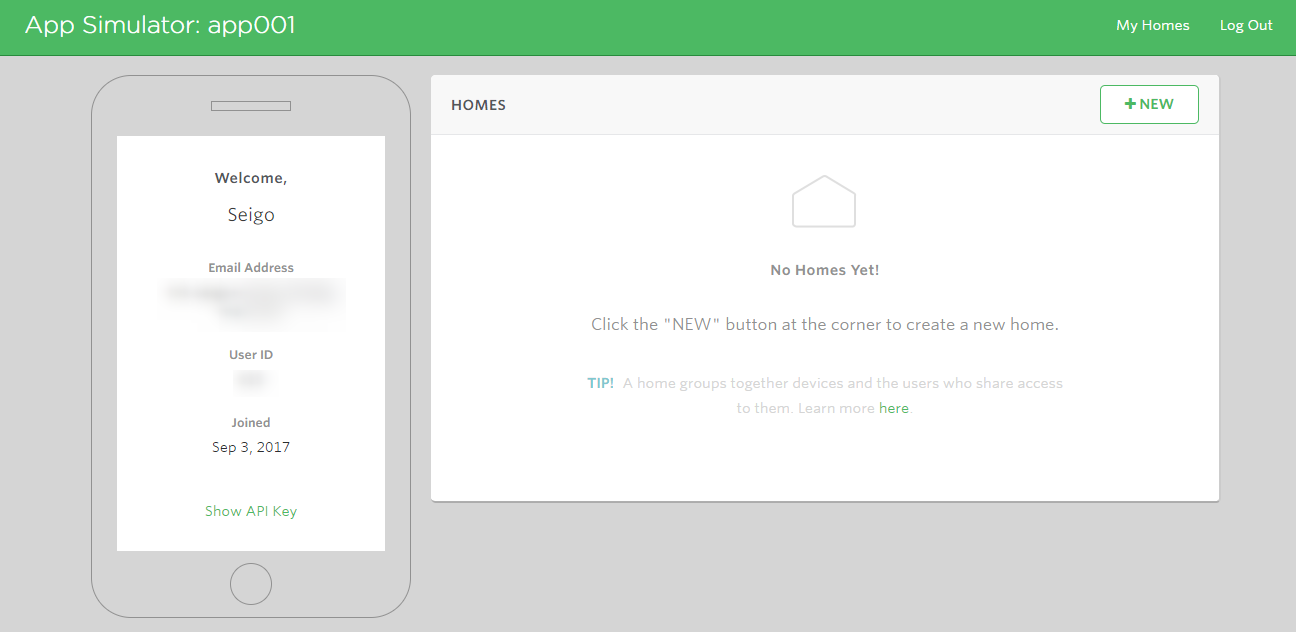 App Simulator: app001
My Homes
Log Out
Welcome,
Seigo
Email Address
User ID
Joined
Sep 3, 2017
Show API Key
HOMES
+ NEW
No Homes Yet!
Click the "NEW" button at the corner to create a new home.
TIP! A home groups together devices and the users who share access
to them. Learn more here